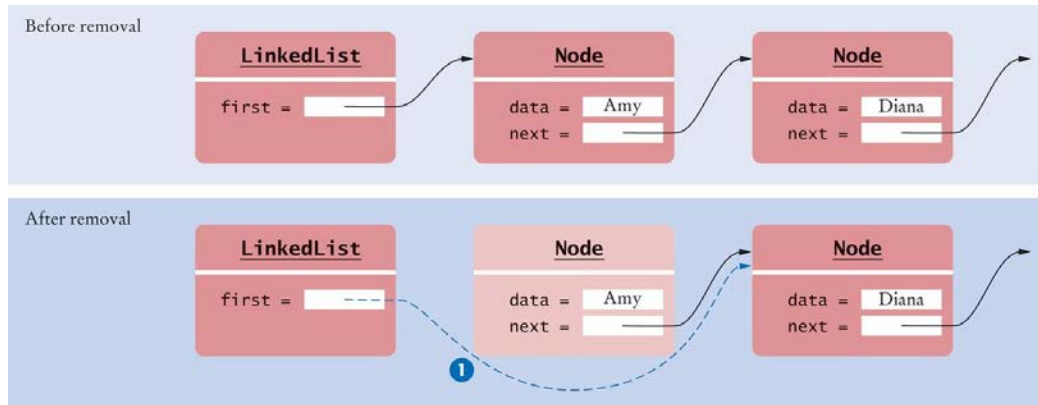 Before removal
LinkedList
Node
Node
first =
data = Amy
data = Diana
next =
next =
After removal
LinkedList
Node
Node
first =
data = Amy
data = Diana
next =
next =
1